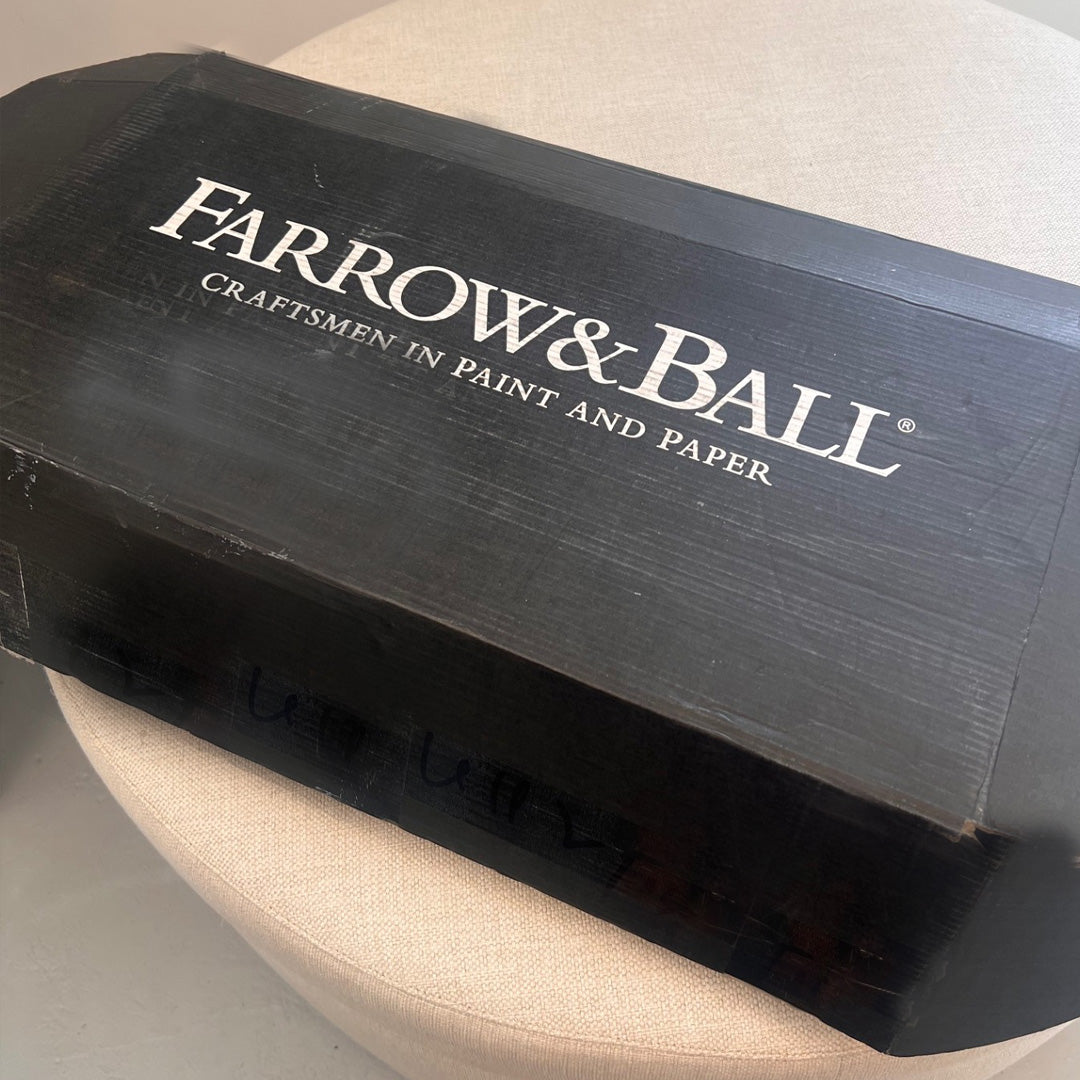 FARROW&BALL®
CRAFTSMEN IN PAINT AND PAPER